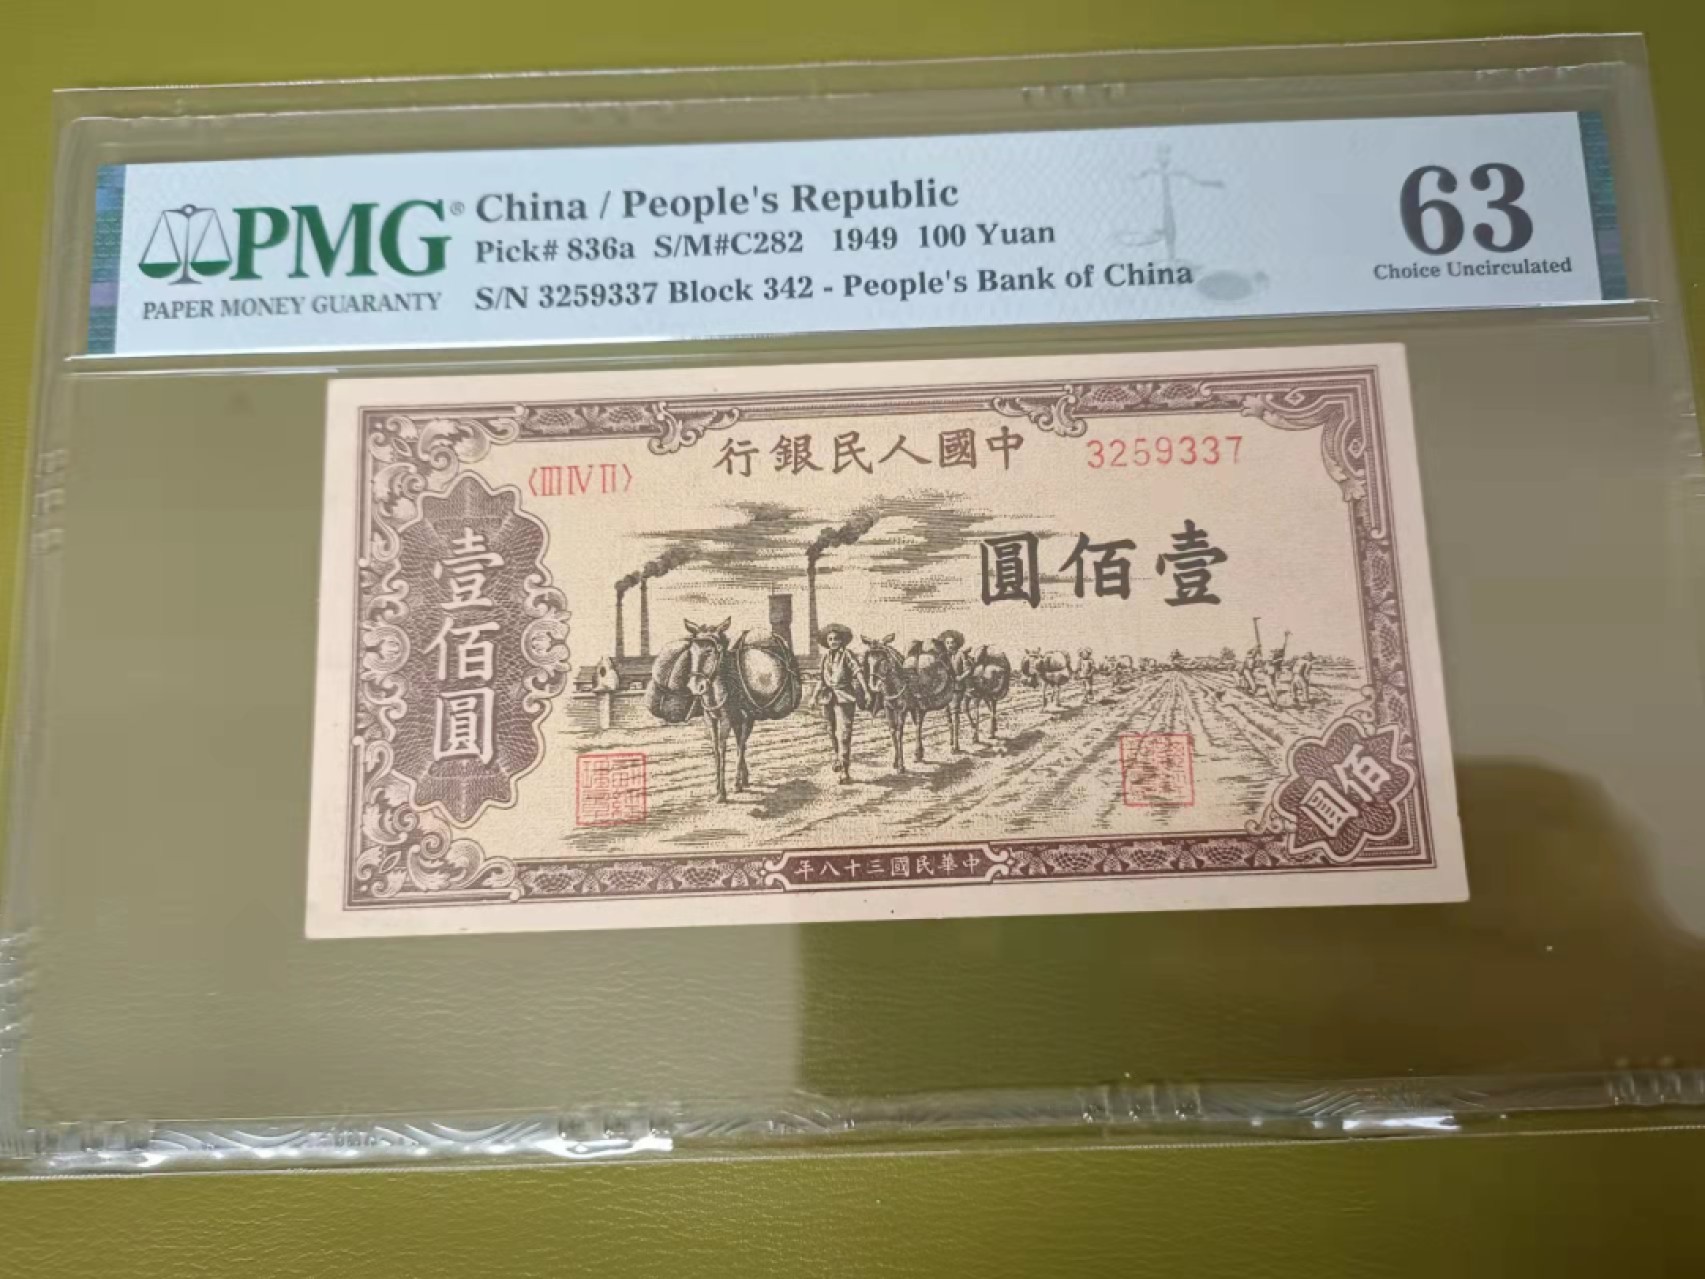 PMG®
PAPER MONEY GUARANTY
China / People's Republic
Pick# 836a S/M#C282 1949 100 Yuan
S/N 3259337 Block 342 - People's Bank of China
63
Choice Uncirculated
行銀民人國中
〈III IV II〉
3259337
圓佰壹
壹佰圓
佰圓
年八十三國民華中